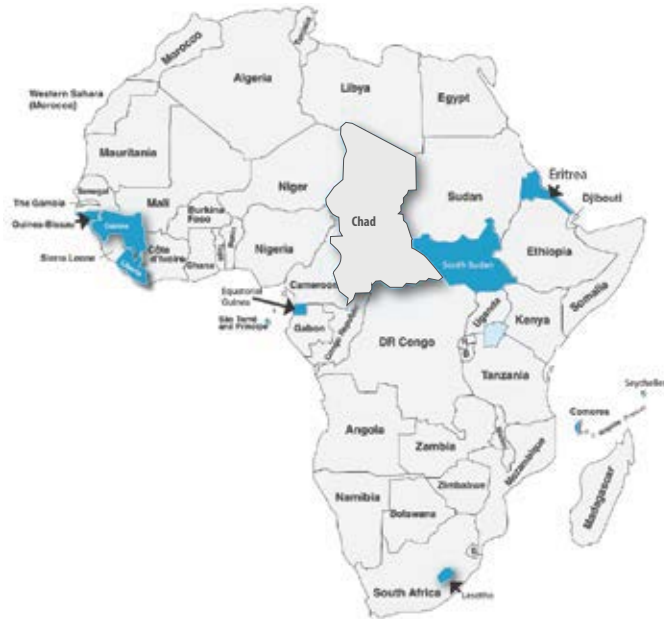 Morocco
Tunisia
Algeria
Libya
Egypt
Western Sahara
(Morocco)
Mauritania
Mali
Niger
Chad
Sudan
Eritrea
Djibouti
Senegal
The Gambia
Guinea-Bissau
Guinea
Burkina
Faso
Sierra Leone
Liberia
Côte
d'Ivoire
Ghana
Nigeria
South Sudan
Ethiopia
Somalia
Cameroon
Equatorial
Guinea
São Tomé
and Príncipe
Gabon
Congo Republic
DR Congo
Uganda
Kenya
Tanzania
Seychelles
Comoros
Angola
Zambia
Mozambique
Madagascar
Namibia
Zimbabwe
Botswana
South Africa
Lesotho